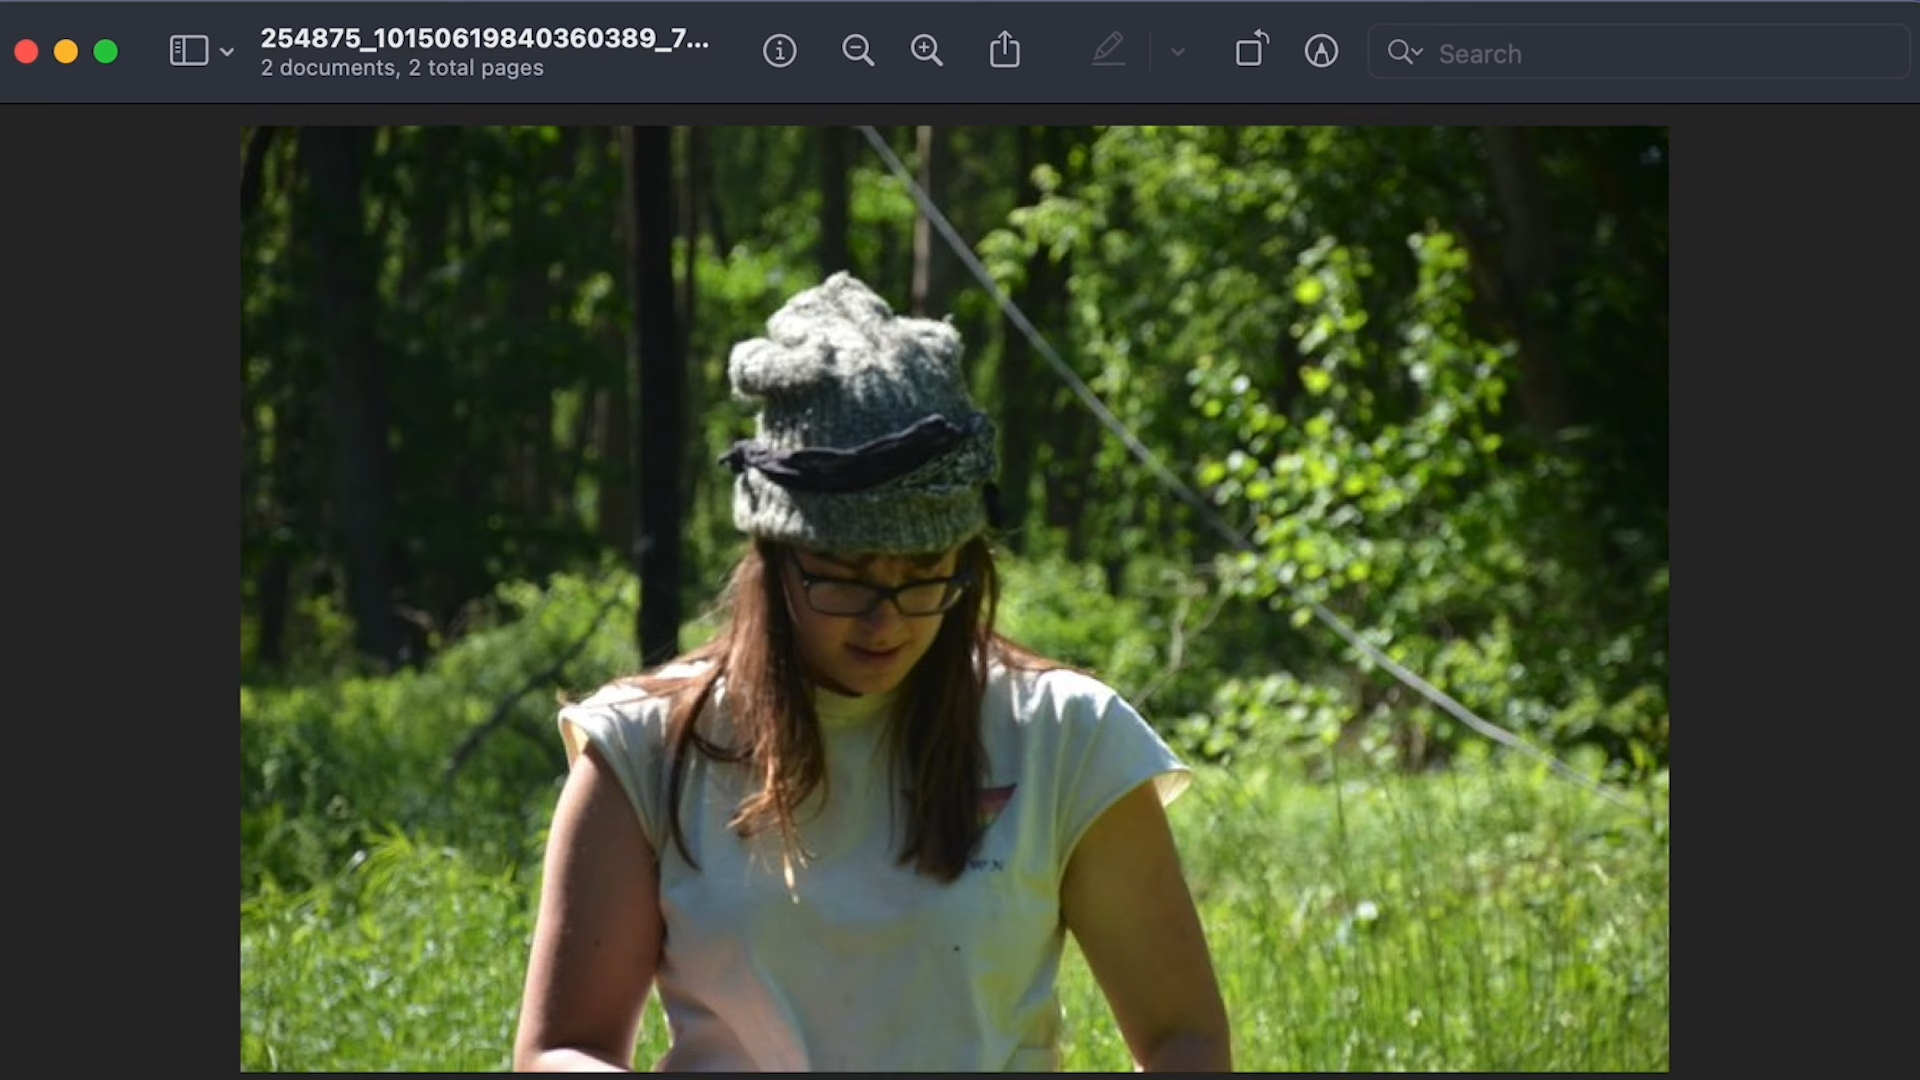 254875_10150619840360389_7...
2 documents, 2 total pages
Search